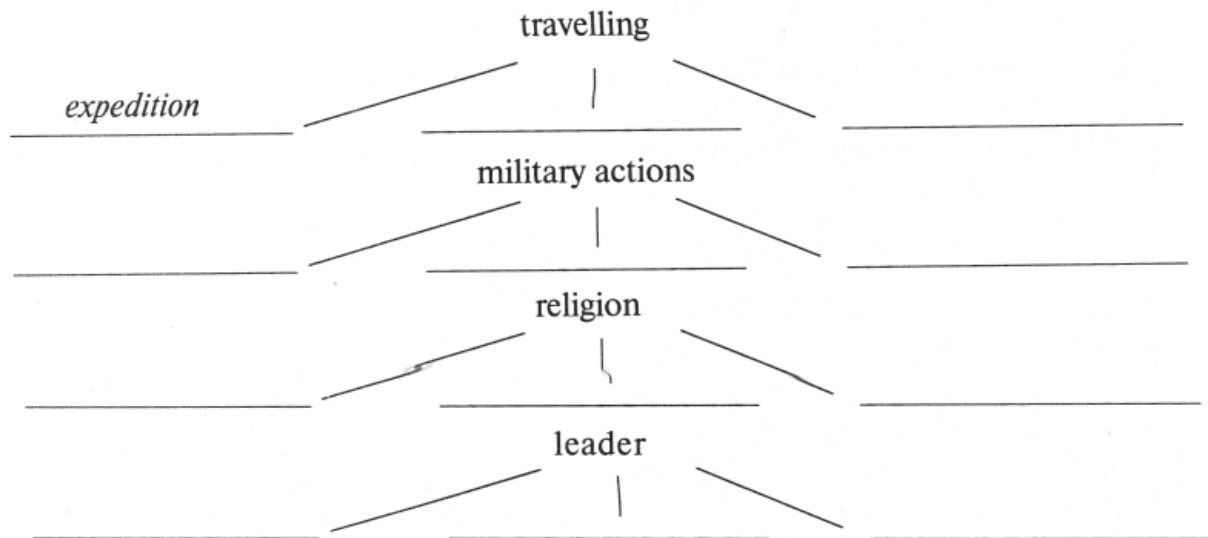 travelling
expedition
military actions
religion
leader